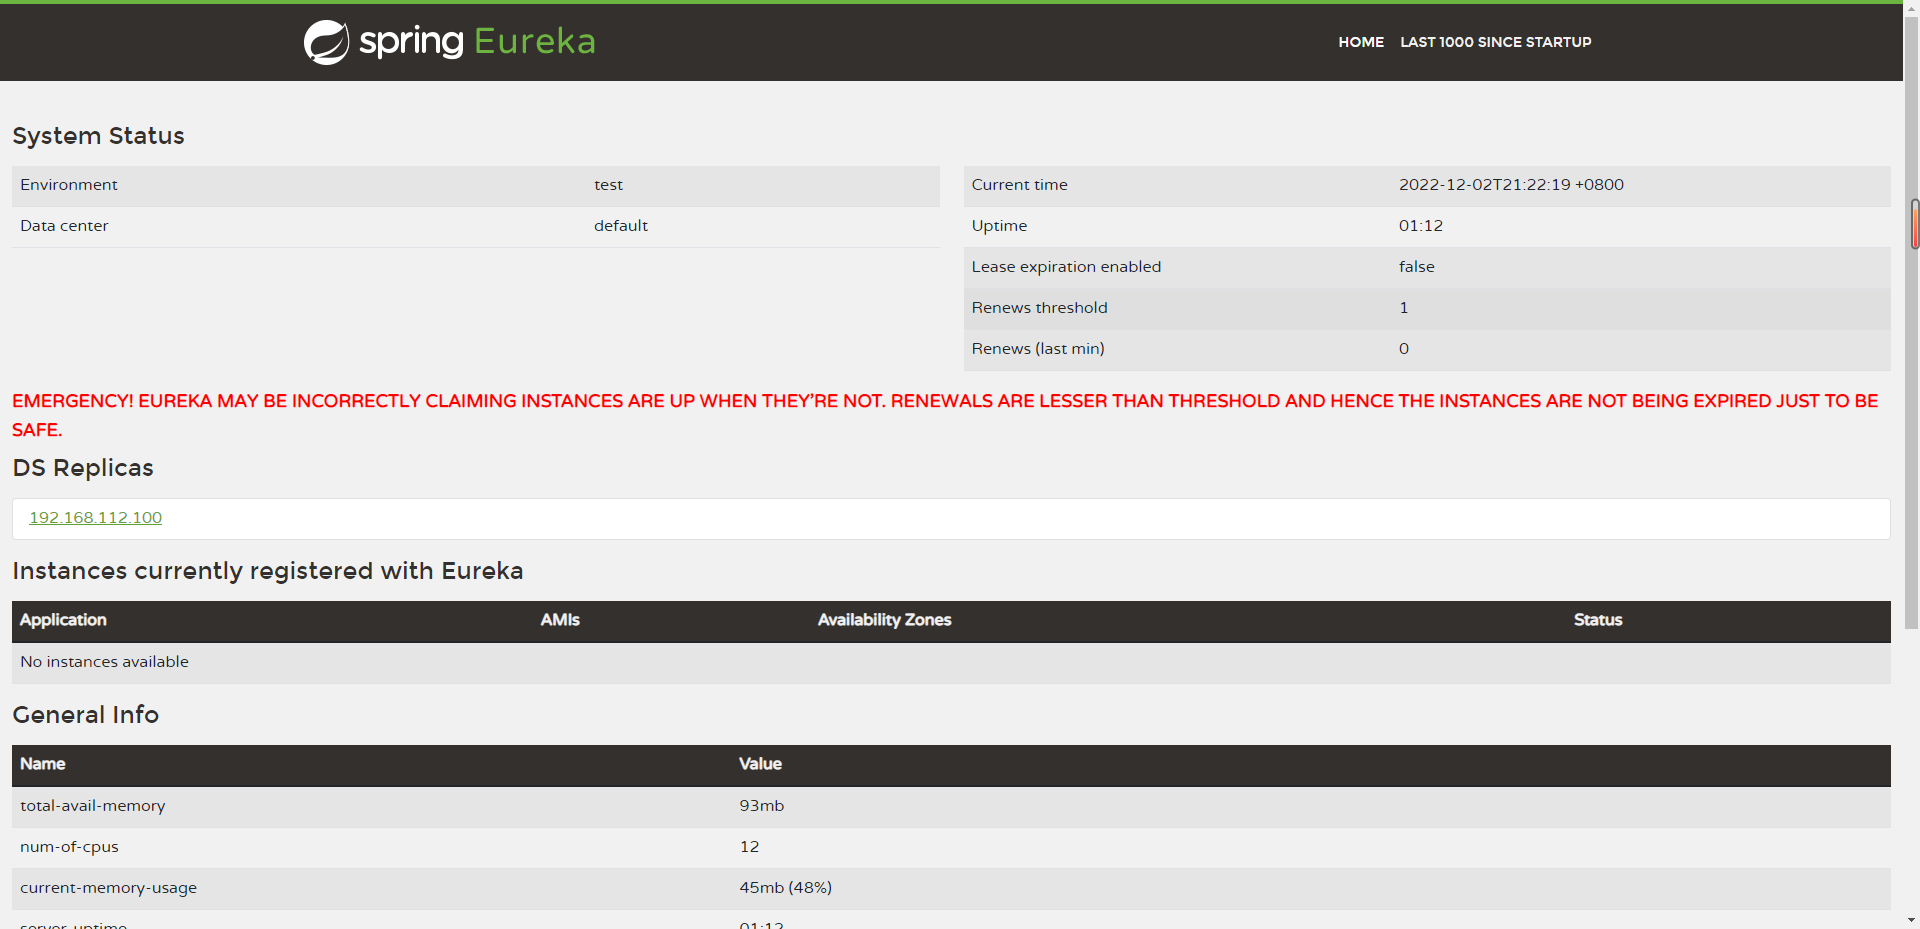 spring Eureka
HOME LAST 1000 SINCE STARTUP
System Status
Environment test
Data center default
Current time 2022-12-02T21:22:19 +0800
Uptime 01:12
Lease expiration enabled false
Renews threshold 1
Renews (last min) 0
EMERGENCY! EUREKA MAY BE INCORRECTLY CLAIMING INSTANCES ARE UP WHEN THEY'RE NOT. RENEWALS ARE LESSER THAN THRESHOLD AND HENCE THE INSTANCES ARE NOT BEING EXPIRED JUST TO BE
SAFE.
DS Replicas
192.168.112.100
Instances currently registered with Eureka
Application AMIs Availability Zones Status
No instances available
General Info
Name Value
total-avail-memory 93mb
num-of-cpus 12
current-memory-usage 45mb (48%)
server-uptime 01:12